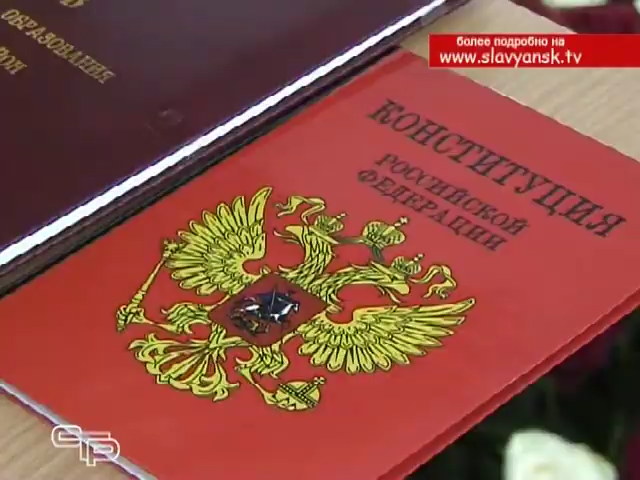 ОБРАЗОВАНИЯ
более подробно на
www.slavyansk.tv
КОНСТИТУЦИЯ
РОССИЙСКОЙ
ФЕДЕРАЦИИ